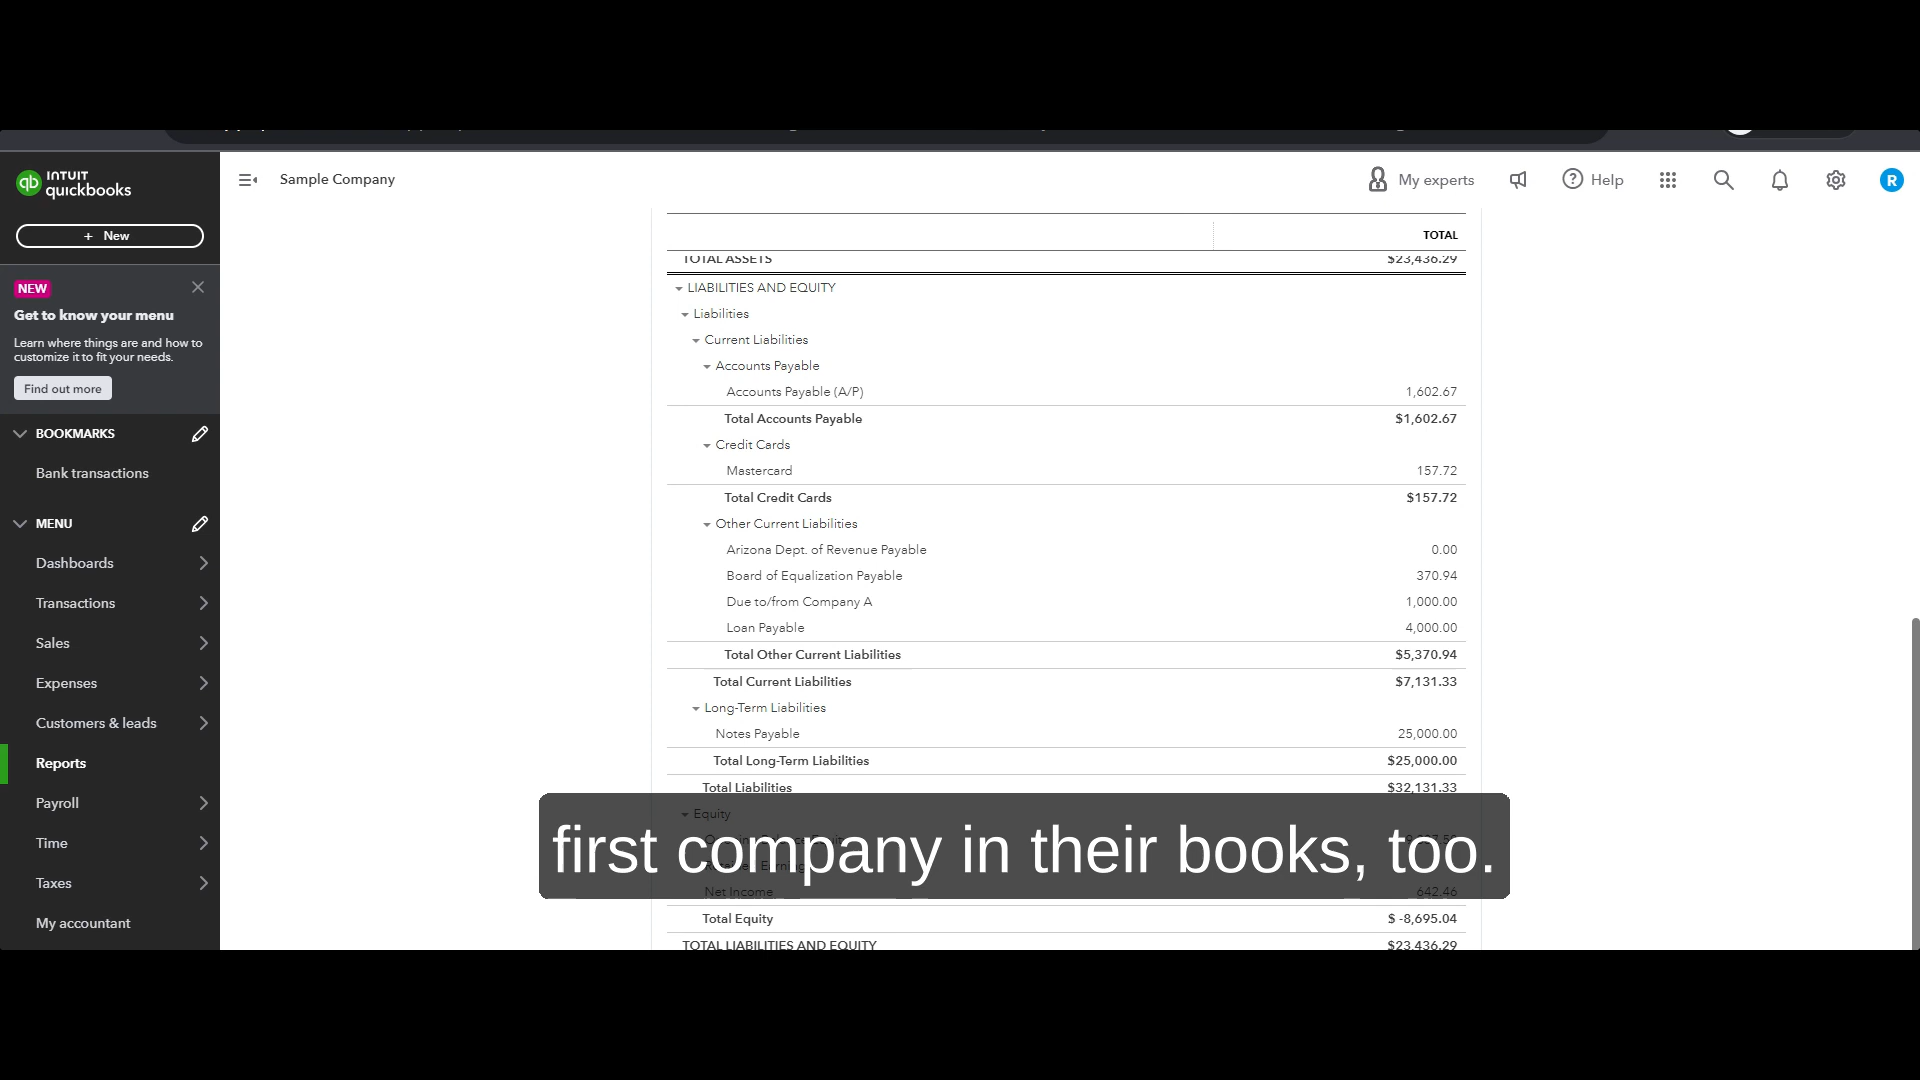 INTUIT
quickbooks
Sample Company
My experts
Help
R
+ New
NEW
Get to know your menu
Learn where things are and how to
customize it to fit your needs.
Find out more
BOOKMARKS
Bank transactions
MENU
Dashboards
Transactions
Sales
Expenses
Customers & leads
Reports
Payroll
Time
Taxes
My accountant
TOTAL
TOTAL ASSETS $23,436.29
LIABILITIES AND EQUITY
Liabilities
Current Liabilities
Accounts Payable
Accounts Payable (A/P) 1,602.67
Total Accounts Payable $1,602.67
Credit Cards
Mastercard 157.72
Total Credit Cards $157.72
Other Current Liabilities
Arizona Dept. of Revenue Payable 0.00
Board of Equalization Payable 370.94
Due to/from Company A 1,000.00
Loan Payable 4,000.00
Total Other Current Liabilities $5,370.94
Total Current Liabilities $7,131.33
Long-Term Liabilities
Notes Payable 25,000.00
Total Long-Term Liabilities $25,000.00
Total Liabilities $32,131.33
Equity
first company in their books, too.
Net Income 642.46
Total Equity $ -8,695.04
TOTAL LIABILITIES AND EQUITY $23,436.29